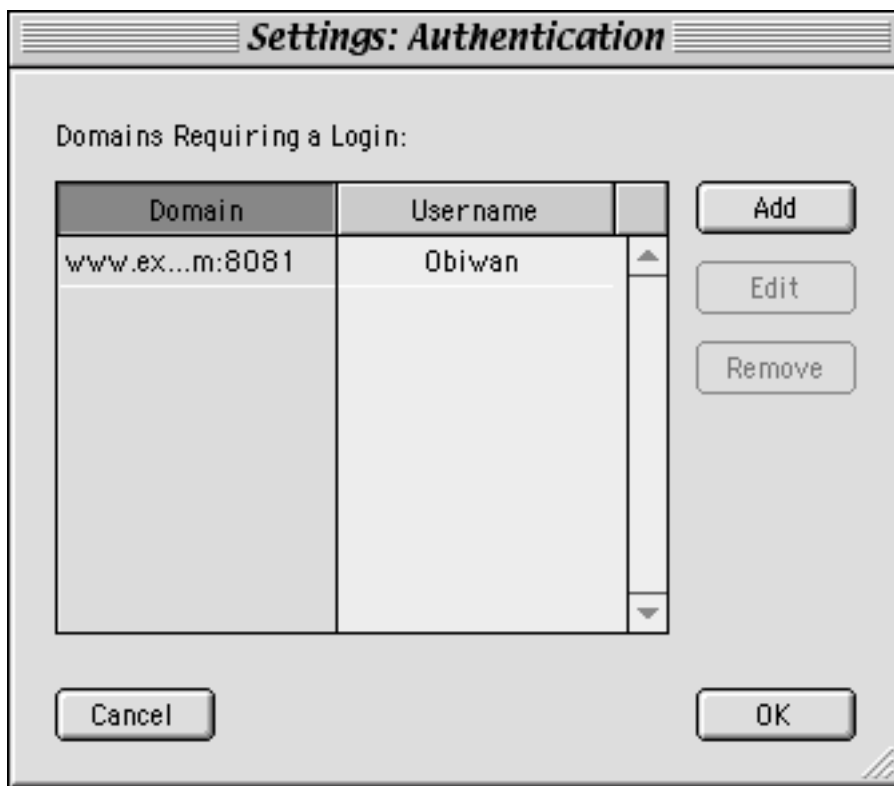 Settings: Authentication
Domains Requiring a Login:
Domain Username
www.ex...m:8081 Obiwan
Add
Edit
Remove
Cancel OK